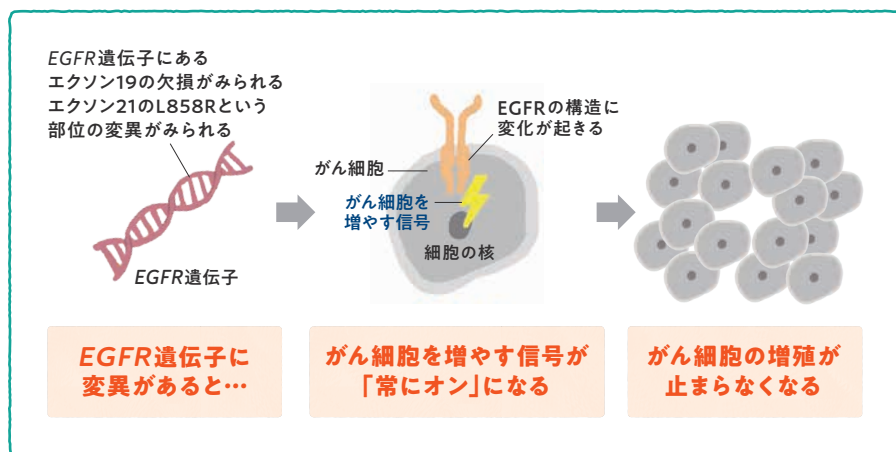 EGFR遺伝子にある
エクソン19の欠損がみられる
エクソン21のL858Rという
部位の変異がみられる
EGFR遺伝子
EGFRの構造に
変化が起きる
がん細胞
がん細胞を
増やす信号
細胞の核
EGFR遺伝子に
変異があると…
がん細胞を増やす信号が
「常にオン」になる
がん細胞の増殖が
止まらなくなる